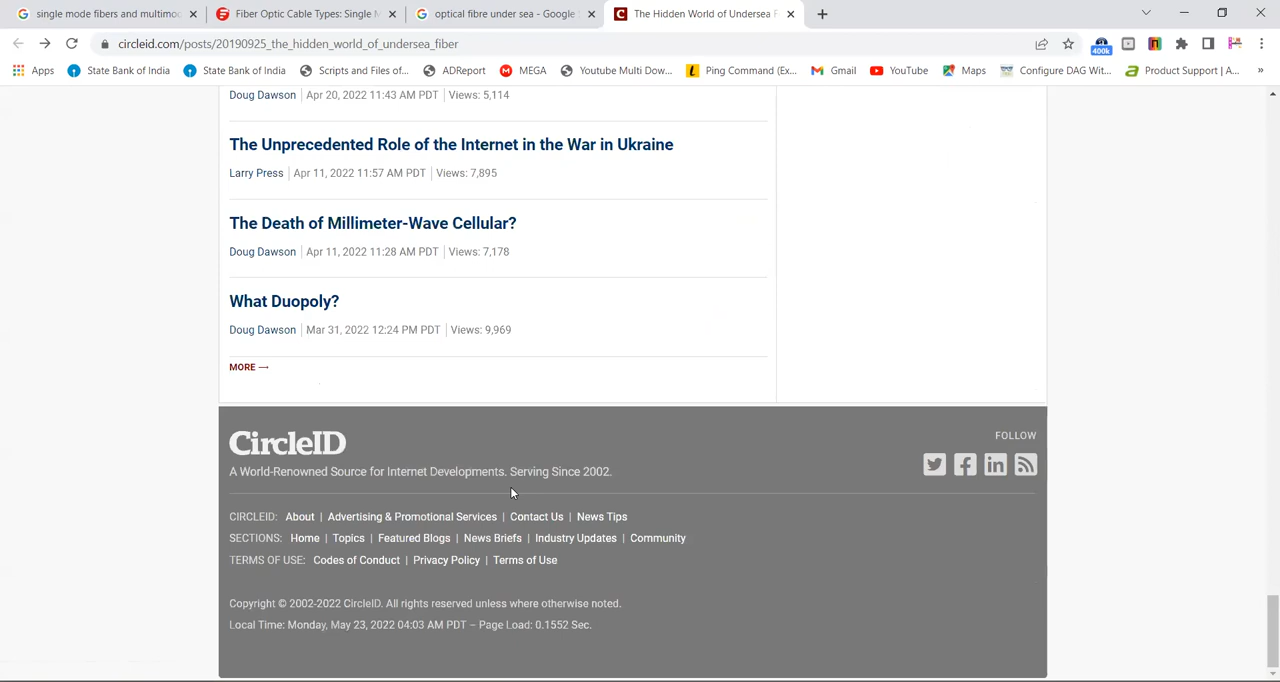 single mode fibers and multimod
Fiber Optic Cable Types: Single M
optical fibre under sea - Google S
The Hidden World of Undersea F
circleid.com/posts/20190925_the_hidden_world_of_undersea_fiber
400k
Apps
State Bank of India
State Bank of India
Scripts and Files of...
ADReport
MEGA
Youtube Multi Dow...
Ping Command (Ex...
Gmail
YouTube
Maps
Configure DAG Wit...
Product Support | A...
»
Doug Dawson | Apr 20, 2022 11:43 AM PDT | Views: 5,114
The Unprecedented Role of the Internet in the War in Ukraine
Larry Press | Apr 11, 2022 11:57 AM PDT | Views: 7,895
The Death of Millimeter-Wave Cellular?
Doug Dawson | Apr 11, 2022 11:28 AM PDT | Views: 7,178
What Duopoly?
Doug Dawson | Mar 31, 2022 12:24 PM PDT | Views: 9,969
MORE →
CircleID
FOLLOW
A World-Renowned Source for Internet Developments. Serving Since 2002.
CIRCLEID: About | Advertising & Promotional Services | Contact Us | News Tips
SECTIONS: Home | Topics | Featured Blogs | News Briefs | Industry Updates | Community
TERMS OF USE: Codes of Conduct | Privacy Policy | Terms of Use
Copyright © 2002-2022 CircleID. All rights reserved unless where otherwise noted.
Local Time: Monday, May 23, 2022 04:03 AM PDT – Page Load: 0.1552 Sec.